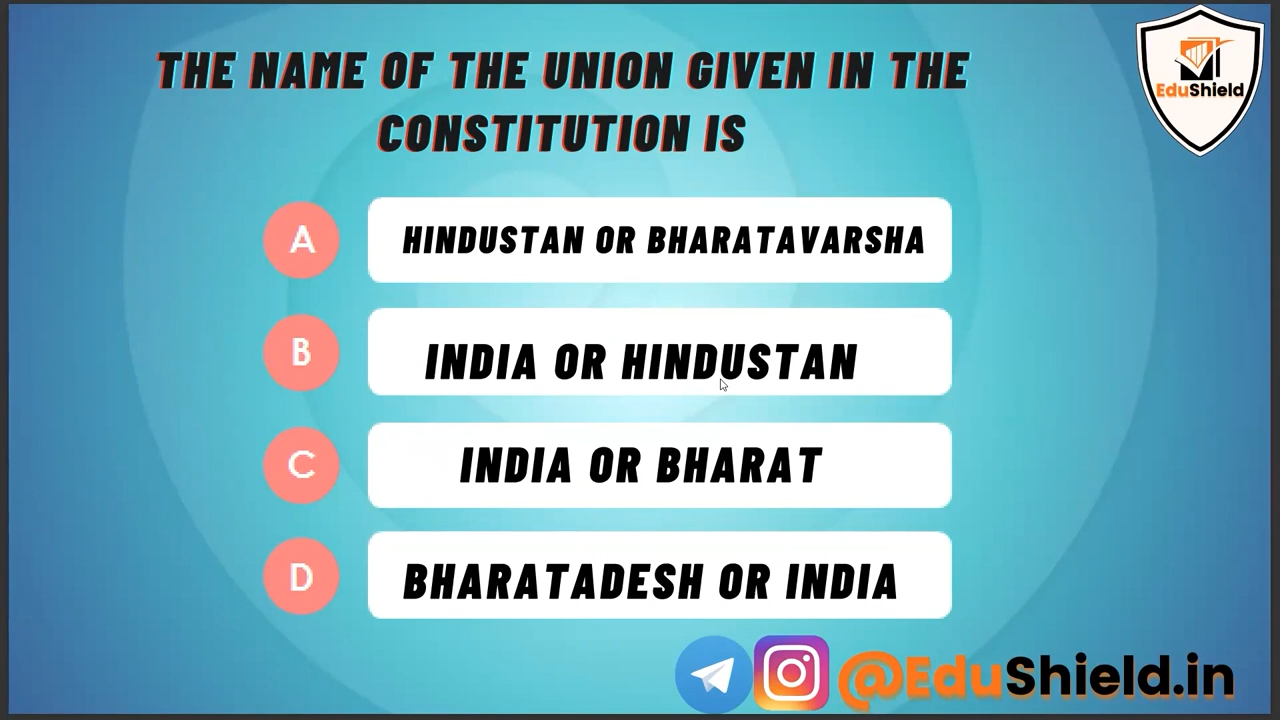 THE NAME OF THE UNION GIVEN IN THE
CONSTITUTION IS
EduShield
A
HINDUSTAN OR BHARATAVARSHA
B
INDIA OR HINDUSTAN
C
INDIA OR BHARAT
D
BHARATADESH OR INDIA
@EduShield.in